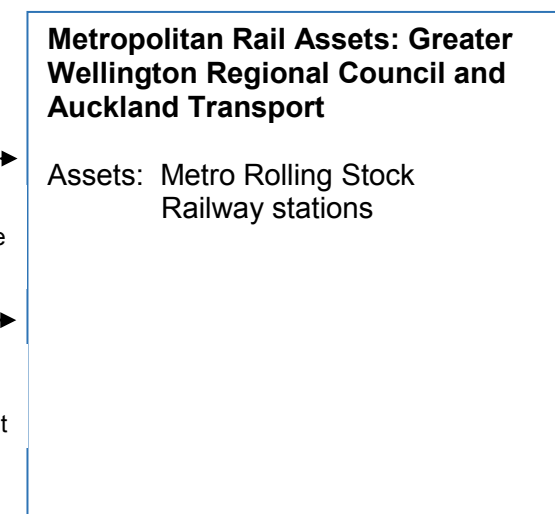 Metropolitan Rail Assets: Greater
Wellington Regional Council and
Auckland Transport
Assets: Metro Rolling Stock
Railway stations
e
t